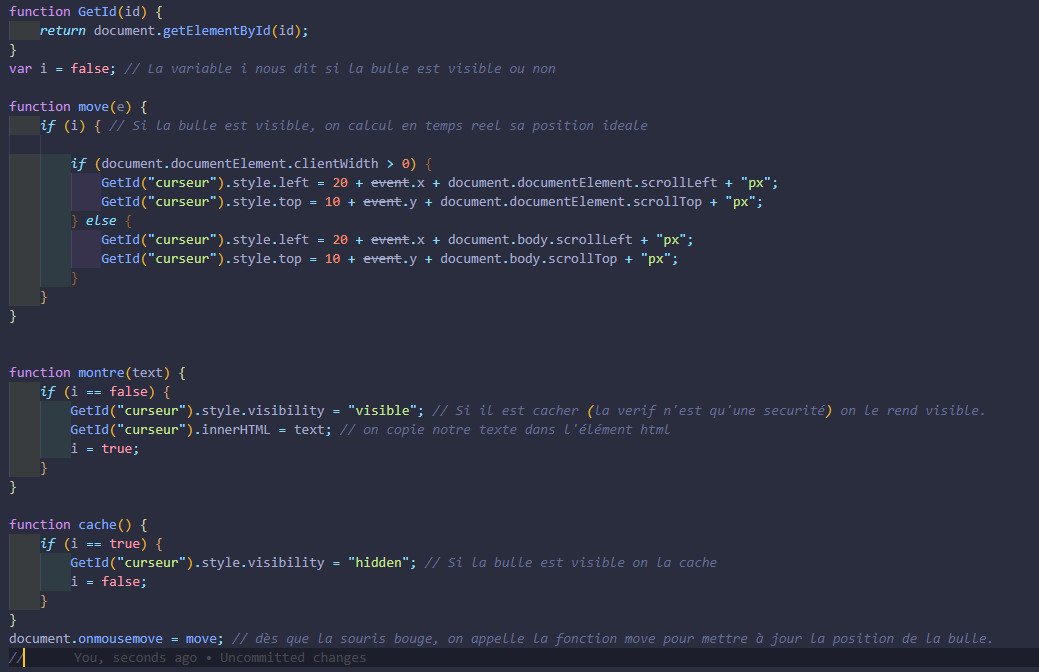 function GetId(id) {
return document.getElementById(id);
}
var i = false; // La variable i nous dit si la bulle est visible ou non
function move(e) {
if (i) { // Si la bulle est visible, on calcul en temps reel sa position ideale
if (document.documentElement.clientWidth > 0) {
GetId("curseur").style.left = 20 + event.x + document.documentElement.scrollLeft + "px";
GetId("curseur").style.top = 10 + event.y + document.documentElement.scrollTop + "px";
} else {
GetId("curseur").style.left = 20 + event.x + document.body.scrollLeft + "px";
GetId("curseur").style.top = 10 + event.y + document.body.scrollTop + "px";
}
}
}
function montre(text) {
if (i == false) {
GetId("curseur").style.visibility = "visible"; // Si il est cacher (la verif n'est qu'une securité) on le rend visible.
GetId("curseur").innerHTML = text; // on copie notre texte dans l'élément html
i = true;
}
}
function cache() {
if (i == true) {
GetId("curseur").style.visibility = "hidden"; // Si la bulle est visible on la cache
i = false;
}
}
document.onmousemove = move; // dès que la souris bouge, on appelle la fonction move pour mettre à jour la position de la bulle.
// You, seconds ago • Uncommitted changes